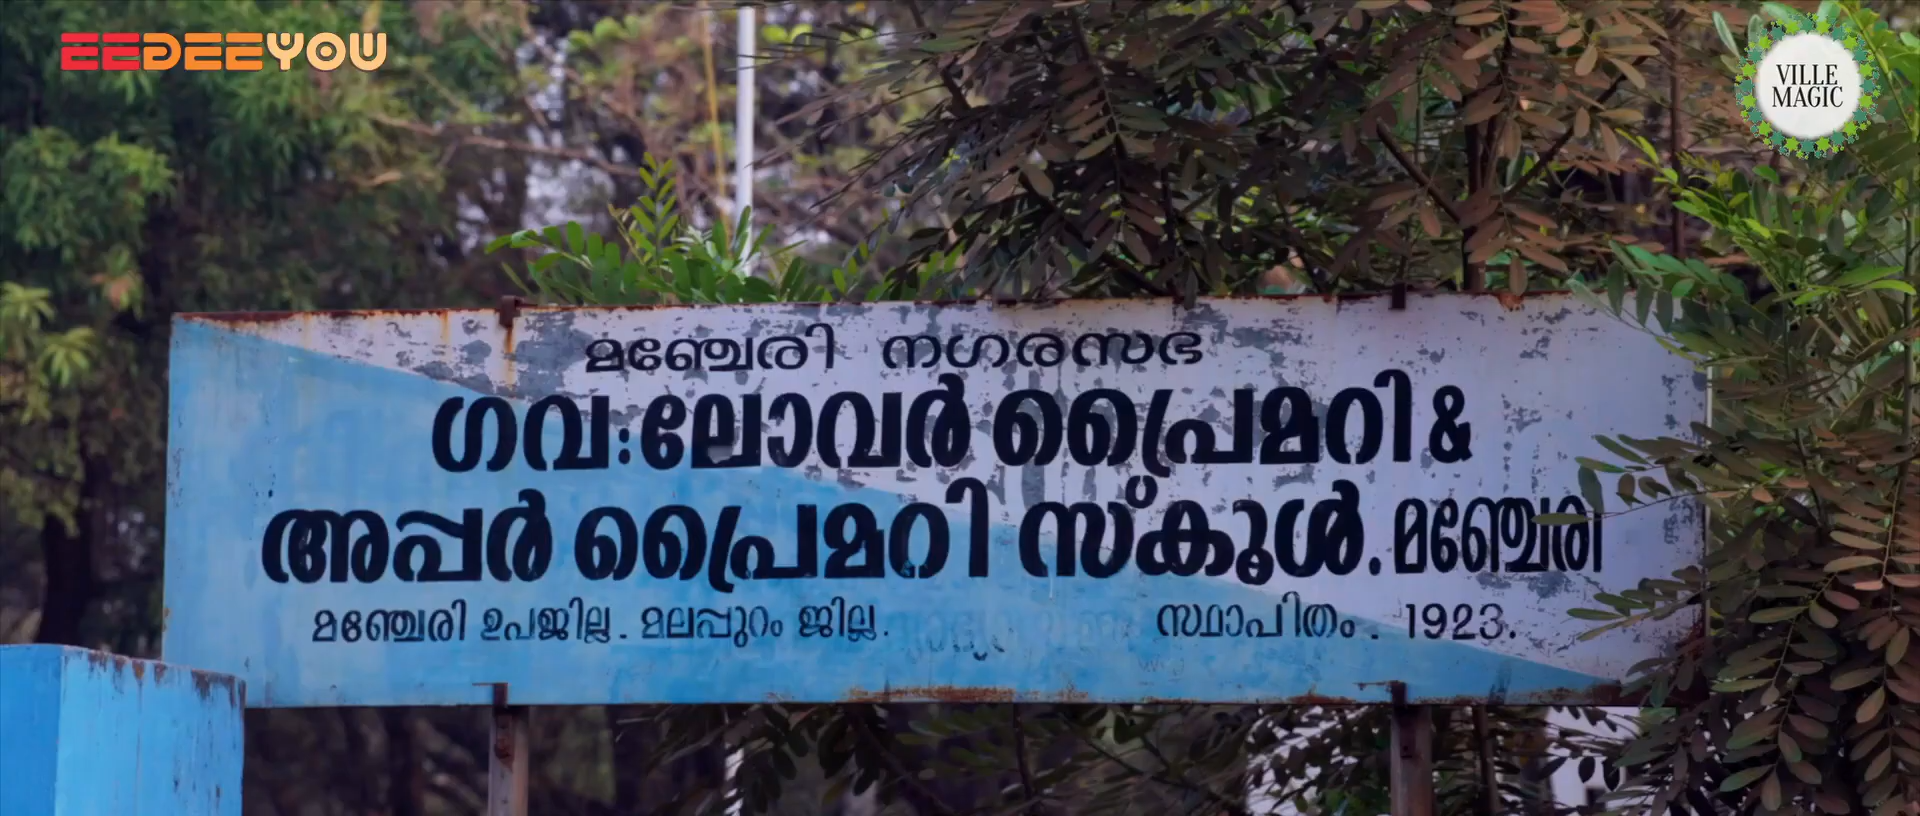 EEDEEYOU
VILLE
MAGIC
മഞ്ചേരി നഗരസഭ
ഗവ:ലോവർ പ്രൈമറി &
അപ്പർ പ്രൈമറി സ്കൂൾ. മഞ്ചേരി
മഞ്ചേരി ഉപജില്ല. മലപ്പുറം ജില്ല. സ്ഥാപിതം. 1923.